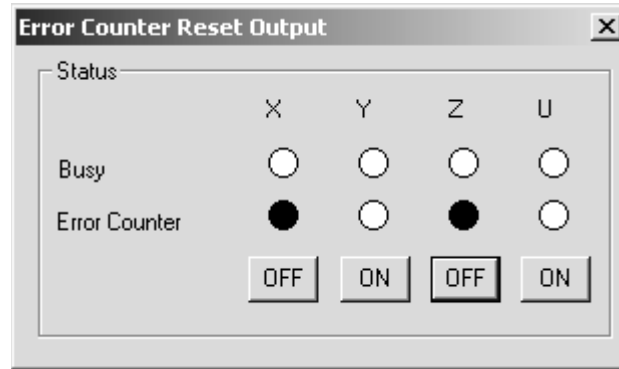 Error Counter Reset Output
Status
X Y Z U
Busy
Error Counter
OFF ON OFF ON